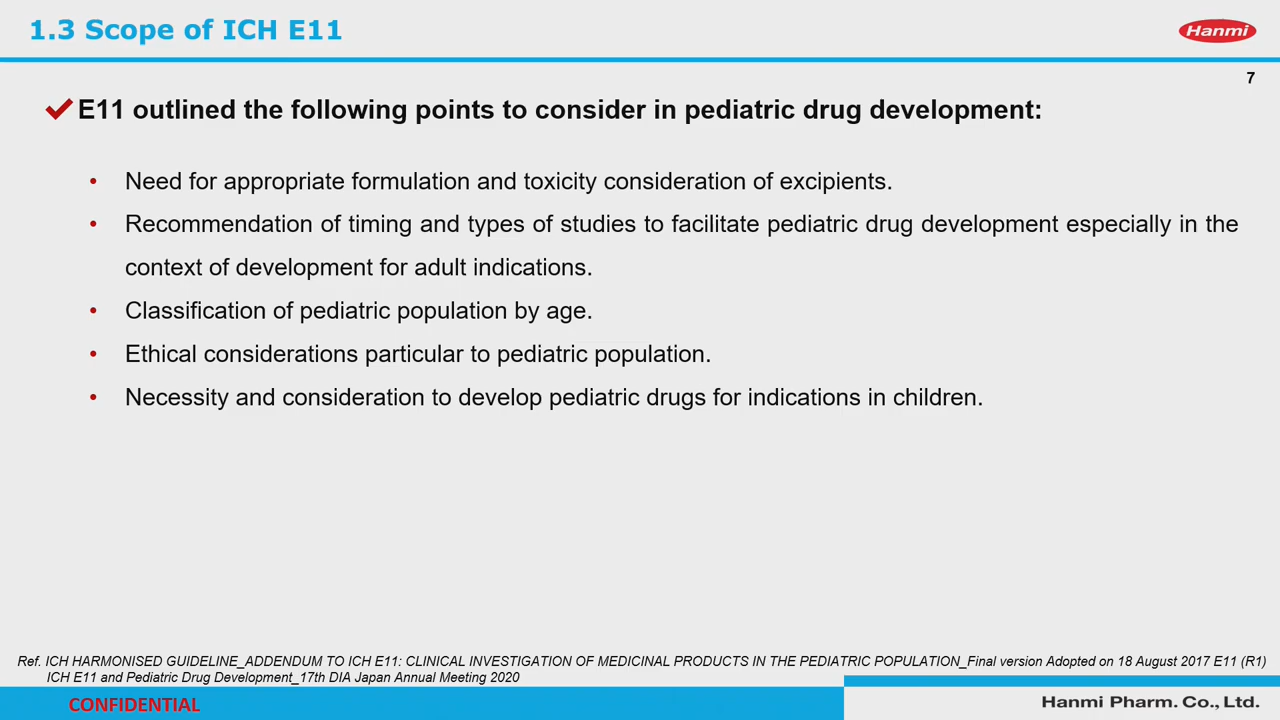 1.3 Scope of ICH E11
Hanmi
7
E11 outlined the following points to consider in pediatric drug development:
• Need for appropriate formulation and toxicity consideration of excipients.
• Recommendation of timing and types of studies to facilitate pediatric drug development especially in the
context of development for adult indications.
• Classification of pediatric population by age.
• Ethical considerations particular to pediatric population.
• Necessity and consideration to develop pediatric drugs for indications in children.
Ref. ICH HARMONISED GUIDELINE_ADDENDUM TO ICH E11: CLINICAL INVESTIGATION OF MEDICINAL PRODUCTS IN THE PEDIATRIC POPULATION_Final version Adopted on 18 August 2017 E11 (R1)
ICH E11 and Pediatric Drug Development_17th DIA Japan Annual Meeting 2020
CONFIDENTIAL
Hanmi Pharm. Co., Ltd.